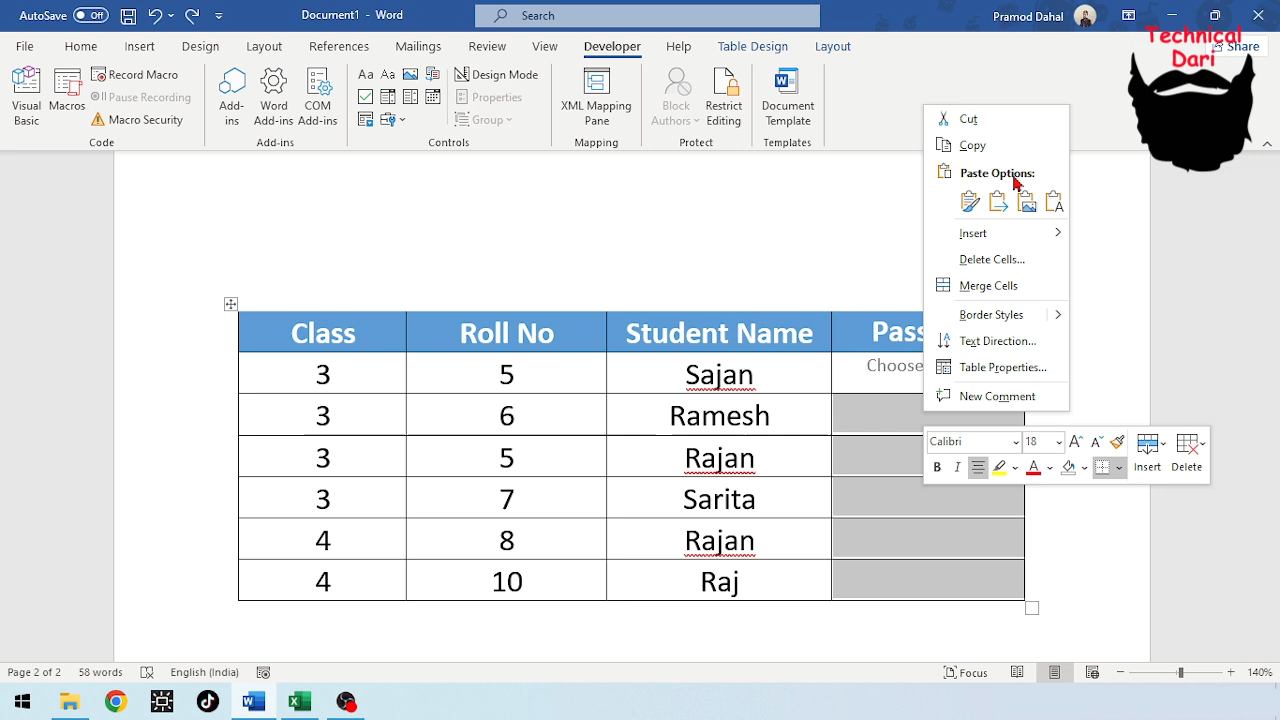 AutoSave Off Document1 - Word Search Pramod Dahal
Technical
Dari
File Home Insert Design Layout References Mailings Review View Developer Help Table Design Layout Share
Visual Basic
Macros
Record Macro
Pause Recording
Macro Security
Code
Add-ins
Word Add-ins
COM Add-ins
Add-ins
Aa Aa
Design Mode
Properties
Group
Controls
XML Mapping Pane
Mapping
Block Authors
Restrict Editing
Protect
Document Template
Templates
Cut
Copy
Paste Options:
Insert
Delete Cells...
Merge Cells
Border Styles
Text Direction...
Table Properties...
New Comment
Calibri 18 A A
B I A Insert Delete
Class Roll No Student Name Pass
3 5 Sajan Choose
3 6 Ramesh
3 5 Rajan
3 7 Sarita
4 8 Rajan
4 10 Raj
Page 2 of 2 58 words English (India) Focus 140%